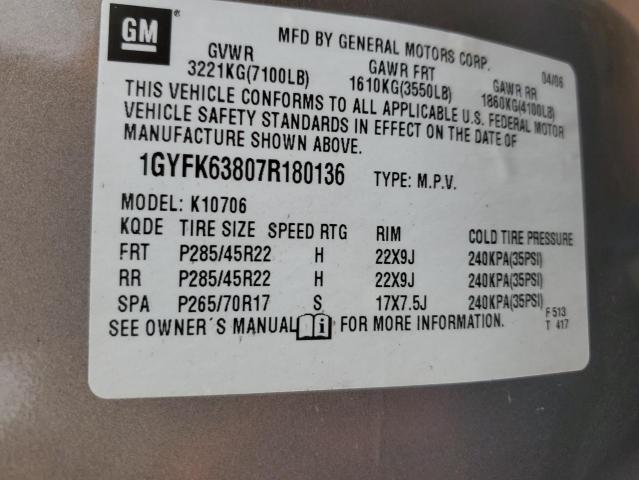 GM
MFD BY GENERAL MOTORS CORP. 04/06
GVWR GAWR FRT GAWR RR
3221KG(7100LB) 1610KG(3550LB) 1860KG(4100LB)
THIS VEHICLE CONFORMS TO ALL APPLICABLE U.S. FEDERAL MOTOR
VEHICLE SAFETY STANDARDS IN EFFECT ON THE DATE OF
MANUFACTURE SHOWN ABOVE.
1GYFK63807R180136 TYPE: M.P.V.
MODEL: K10706
KQDE TIRE SIZE SPEED RTG RIM COLD TIRE PRESSURE
FRT P285/45R22 H 22X9J 240KPA(35PSI)
RR P285/45R22 H 22X9J 240KPA(35PSI)
SPA P265/70R17 S 17X7.5J 240KPA(35PSI)
SEE OWNER'S MANUAL i FOR MORE INFORMATION.
F 513
T 417